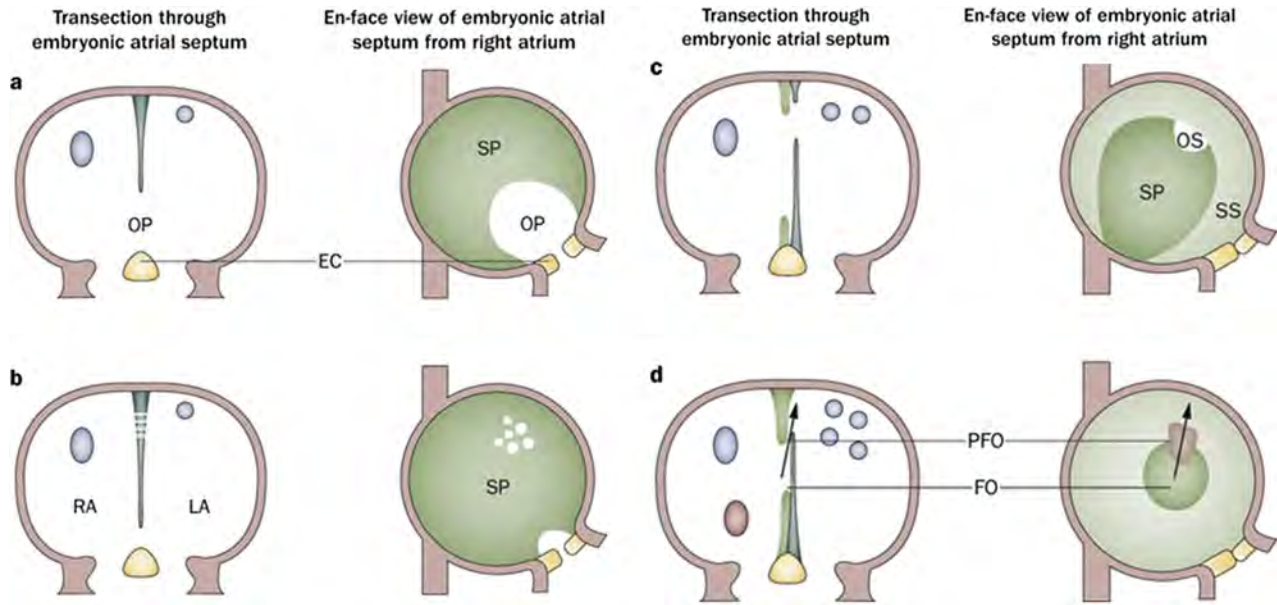 Transection through
embryonic atrial septum
En-face view of embryonic atrial
septum from right atrium
Transection through
embryonic atrial septum
En-face view of embryonic atrial
septum from right atrium
a
OP
SP
OP
EC
c
OS
SP
SS
b
RA
LA
SP
d
PFO
FO